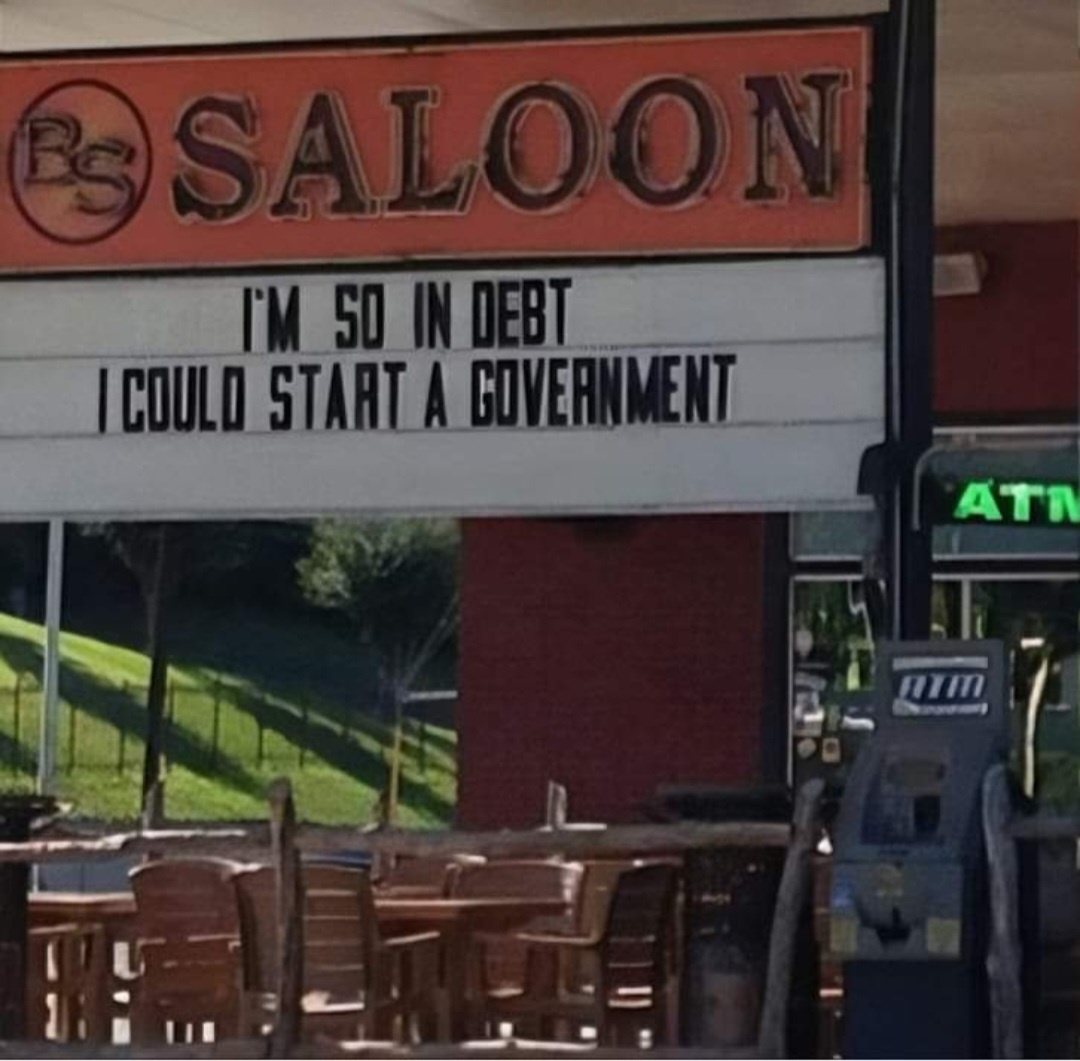 BS SALOON
I'M SO IN DEBT
I COULD START A GOVERNMENT
ATM
ATM